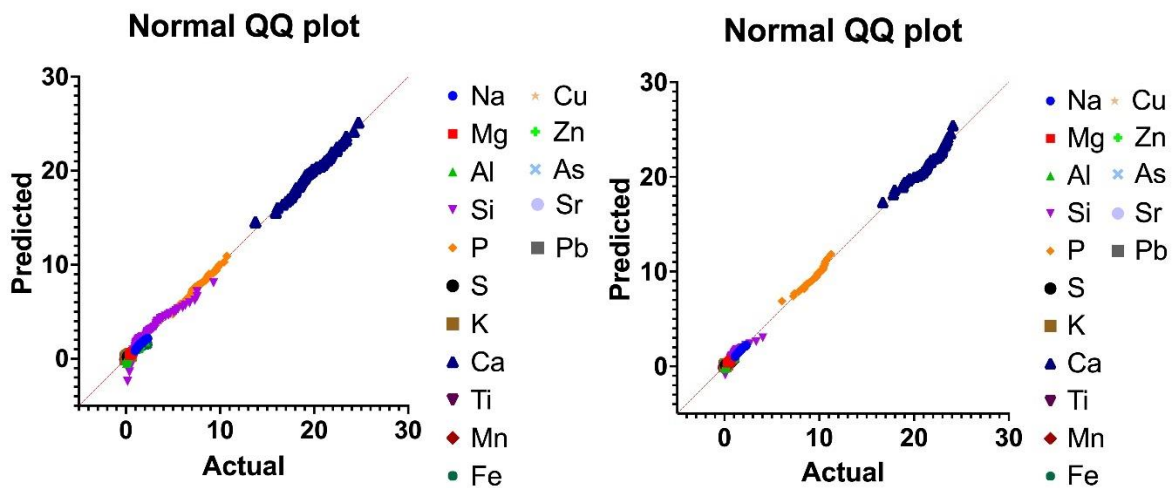 Normal QQ plot
30
20
10
0
Predicted
0 10 20 30
Actual
Na Cu
Mg Zn
Al As
Si Sr
P Pb
S
K
Ca
Ti
Mn
Fe
Normal QQ plot
30
20
10
0
Predicted
0 10 20 30
Actual
Na Cu
Mg Zn
Al As
Si Sr
P Pb
S
K
Ca
Ti
Mn
Fe